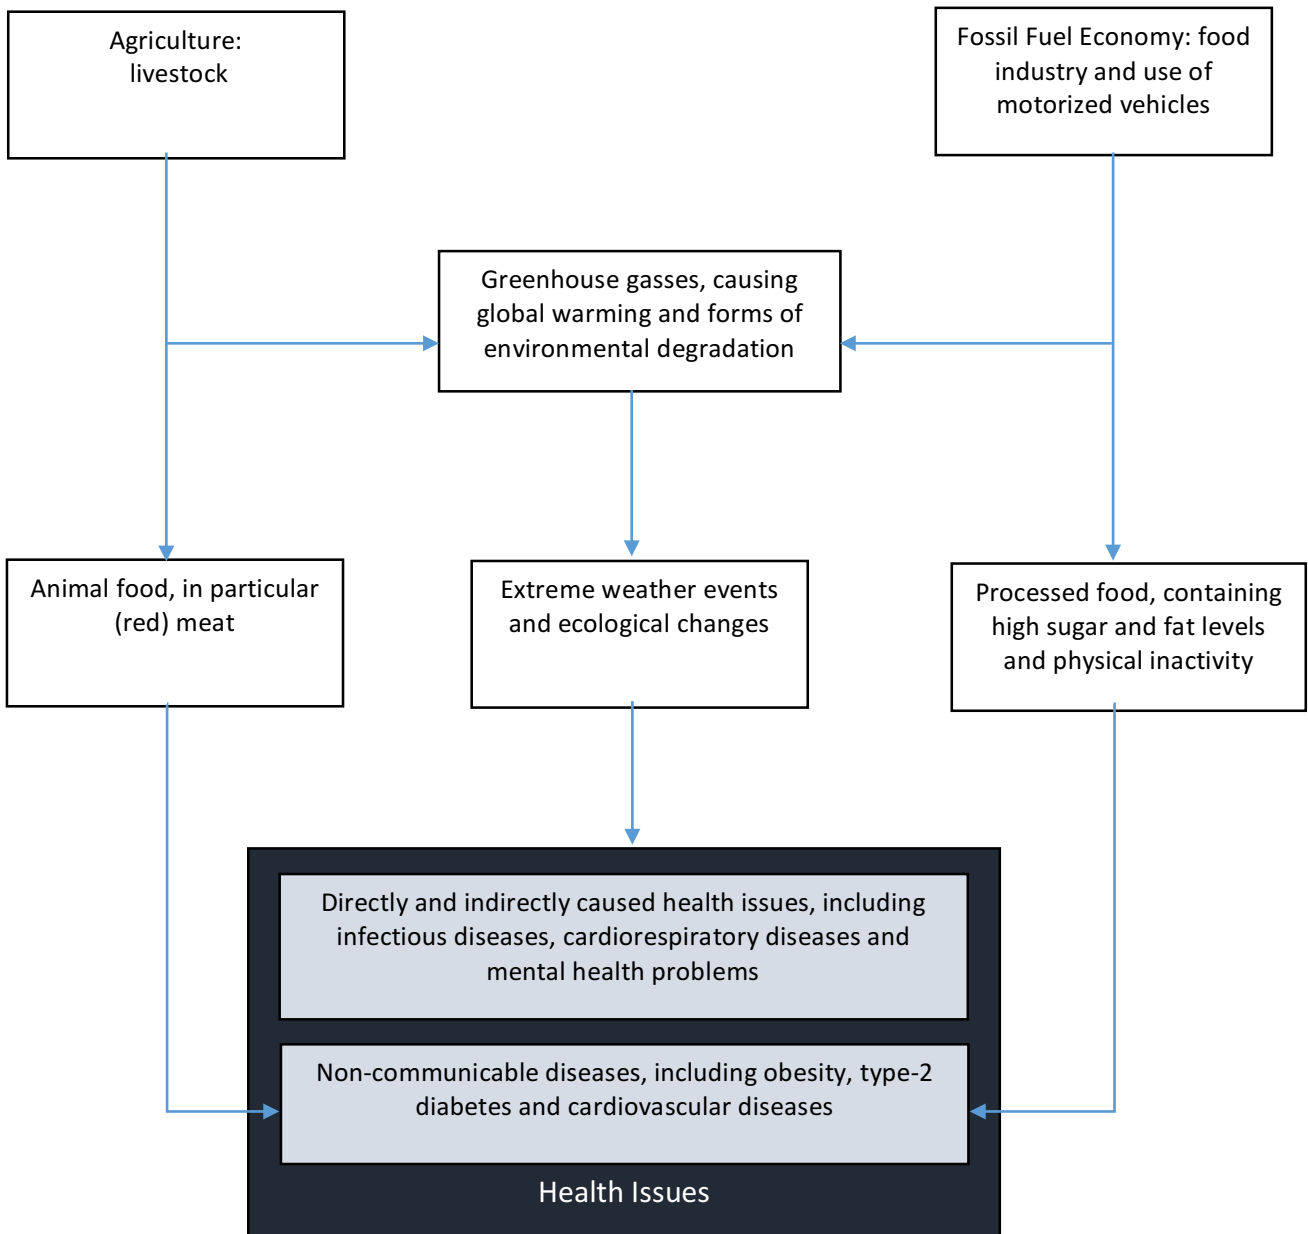 Agriculture:
livestock
Fossil Fuel Economy: food
industry and use of
motorized vehicles
Greenhouse gasses, causing
global warming and forms of
environmental degradation
Animal food, in particular
(red) meat
Extreme weather events
and ecological changes
Processed food, containing
high sugar and fat levels
and physical inactivity
Directly and indirectly caused health issues, including
infectious diseases, cardiorespiratory diseases and
mental health problems
Non-communicable diseases, including obesity, type-2
diabetes and cardiovascular diseases
Health Issues